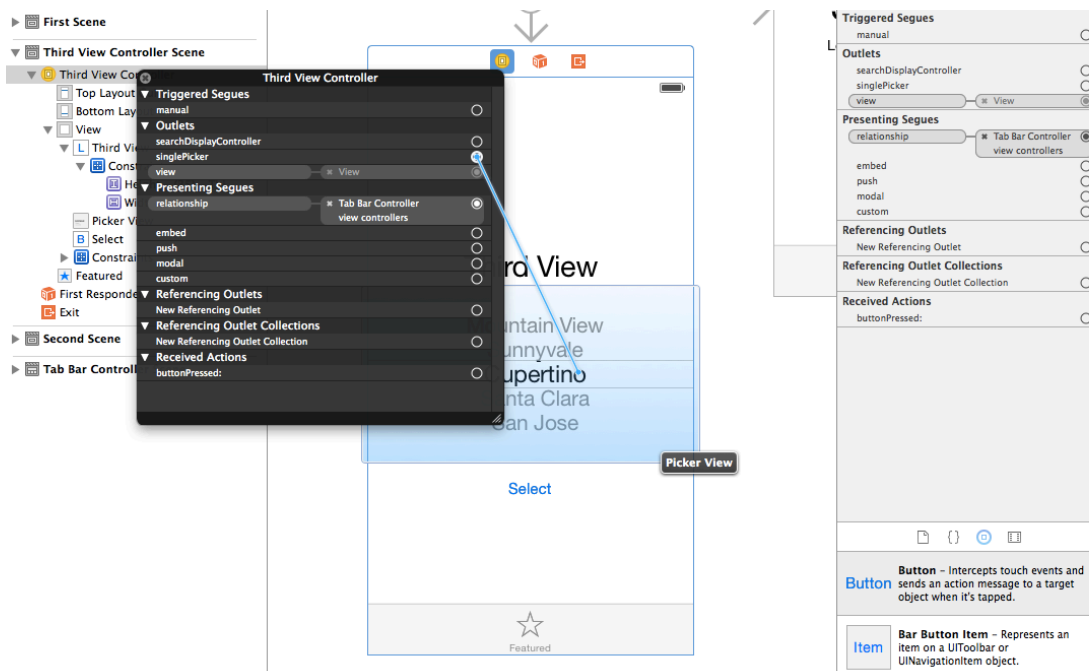 First Scene
Third View Controller Scene
Third View Co
Top Layout
Bottom Lay
View
L Third Vie
Const
He
Wi
Picker Vi
B Select
Constrai
Featured
First Responde
Exit
Second Scene
Tab Bar Controll
Third View Controller
Triggered Segues
manual
Outlets
searchDisplayController
singlePicker
view View
Presenting Segues
relationship Tab Bar Controller
view controllers
embed
push
modal
custom
Referencing Outlets
New Referencing Outlet
Referencing Outlet Collections
New Referencing Outlet Collection
Received Actions
buttonPressed:
ird View
Mountain View
unnyvale
upertino
nta Clara
an Jose
Picker View
Select
Featured
Triggered Segues
manual
Outlets
searchDisplayController
singlePicker
view View
Presenting Segues
relationship Tab Bar Controller
view controllers
embed
push
modal
custom
Referencing Outlets
New Referencing Outlet
Referencing Outlet Collections
New Referencing Outlet Collection
Received Actions
buttonPressed:
{}
Button Button – Intercepts touch events and
sends an action message to a target
object when it's tapped.
Item Bar Button Item – Represents an
item on a UIToolbar or
UINavigationItem object.